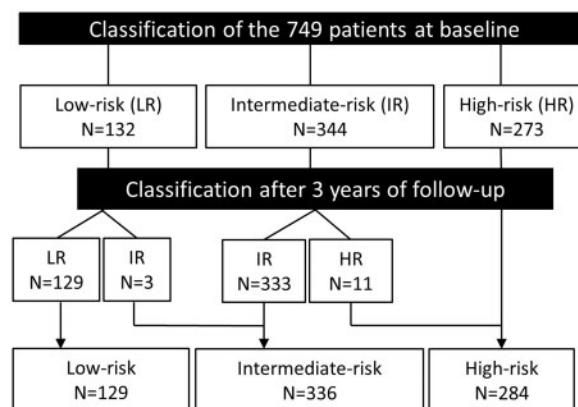 Classification of the 749 patients at baseline
Low-risk (LR)
N=132
Intermediate-risk (IR)
N=344
High-risk (HR)
N=273
Classification after 3 years of follow-up
LR
N=129
IR
N=3
IR
N=333
HR
N=11
Low-risk
N=129
Intermediate-risk
N=336
High-risk
N=284